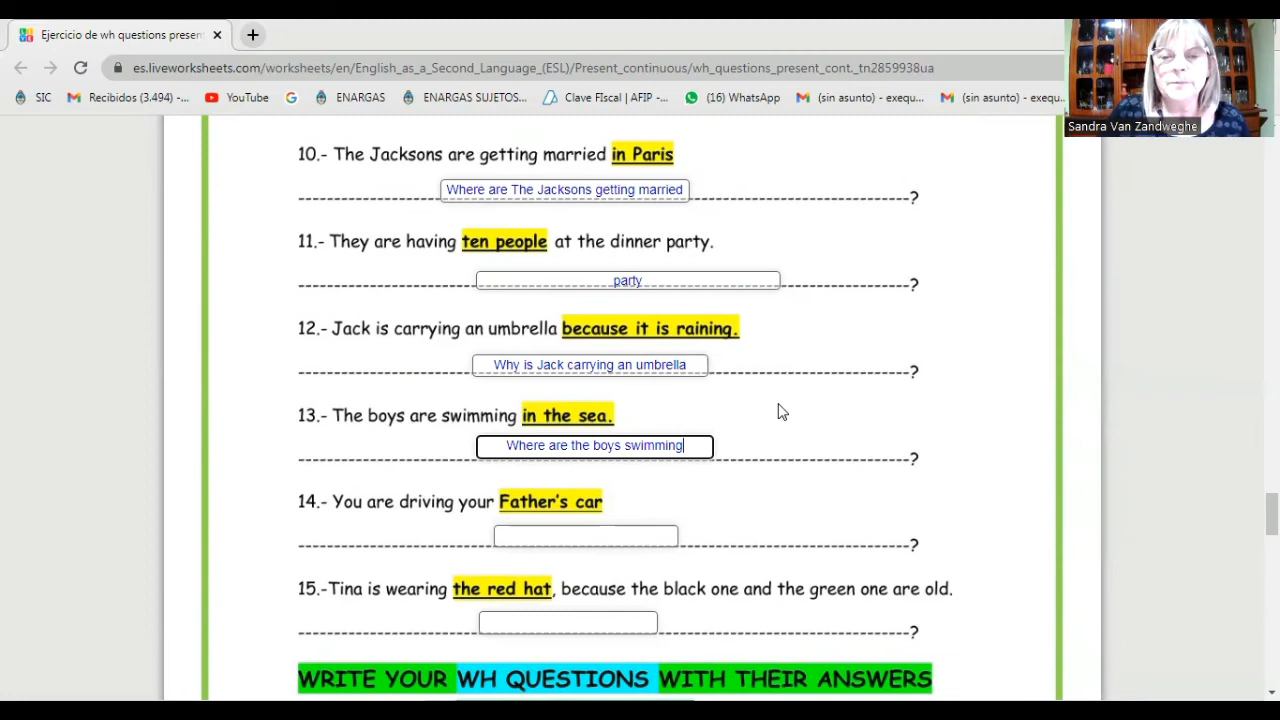 Ejercicio de wh questions present
es.liveworksheets.com/worksheets/en/English_as_a_Second_Language_(ESL)/Present_continuous/wh_questions_present_cont._tn2859938ua
SIC Recibidos (3.494) -... YouTube ENARGAS ENARGAS SUJETOS... Clave FIscal | AFIP -... (16) WhatsApp (sin asunto) - exequ... (sin asunto) - exequ...
Sandra Van Zandweghe
10.- The Jacksons are getting married in Paris
Where are The Jacksons getting married ?
11.- They are having ten people at the dinner party.
party ?
12.- Jack is carrying an umbrella because it is raining.
Why is Jack carrying an umbrella ?
13.- The boys are swimming in the sea.
Where are the boys swimming ?
14.- You are driving your Father's car
?
15.-Tina is wearing the red hat, because the black one and the green one are old.
?
WRITE YOUR WH QUESTIONS WITH THEIR ANSWERS